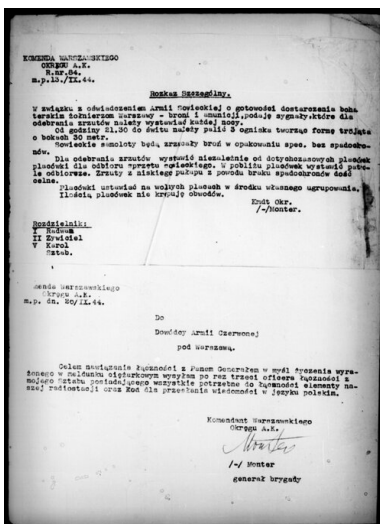 KOMENDA WARSZAWSKIEGO
OKRĘGU A.K.
R.nr.84.
m.p.13./IX.44.
Rozkaz Szczególny.
W związku z oświadczeniem Armii Sowieckiej o gotowości dostarczenia boha-
terskim żołnierzom Warszawy - broni i amunicji, podaję sygnały, które dla
odebrania zrzutów należy wystawiać każdej nocy.
Od godziny 21,30 do świtu należy palić 3 ogniska tworząc formę trójkąta
o bokach 30 metr.
Sowieckie samoloty będą zrzucały broń w opakowaniu spec. bez spadochro-
nów.
Dla odebrania zrzutów wystawić niezależnie od dotychczasowych placówek
placówki dla odbioru sprzętu sowieckiego. W pobliżu placówek wystawić patro-
le odbiorcze. Zrzuty z niskiego pułapu z powodu braku spadochronów dość
celne.
Placówki ustawiać na wolnych placach w środku własnego ugrupowania.
Ilością placówek nie krępuję obwodów.
Kmdt Okr.
/-/Monter.
Rozdzielnik:
I Radwan
II Żywiciel
V Karol
Sztab.
Komenda Warszawskiego
Okręgu A.K.
m.p. dn. 20/IX.44.
Do
Dowódcy Armii Czerwonej
pod Warszawą.
Celem nawiązania łączności z Panem Generałem w myśl życzenia wyra-
żonego w meldunku ciężarkowym wysyłam po raz trzeci oficera łączności z
mojego Sztabu posiadającego wszystkie potrzebne do łączności elementy na-
szej radiostacji oraz Kod dla przesłania wiadomości w języku polskim.
Komendant Warszawskiego
Okręgu A.K.
Monter
/-/ Monter
generał brygady